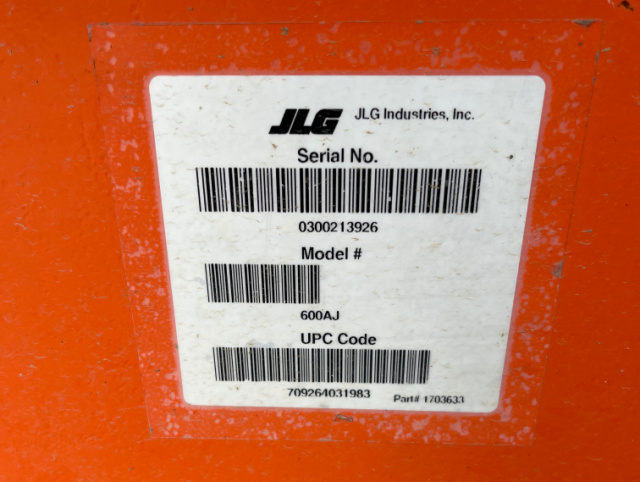 JLG JLG Industries, Inc.
Serial No.
0300213926
Model #
600AJ
UPC Code
709264031983
Part# 1703633